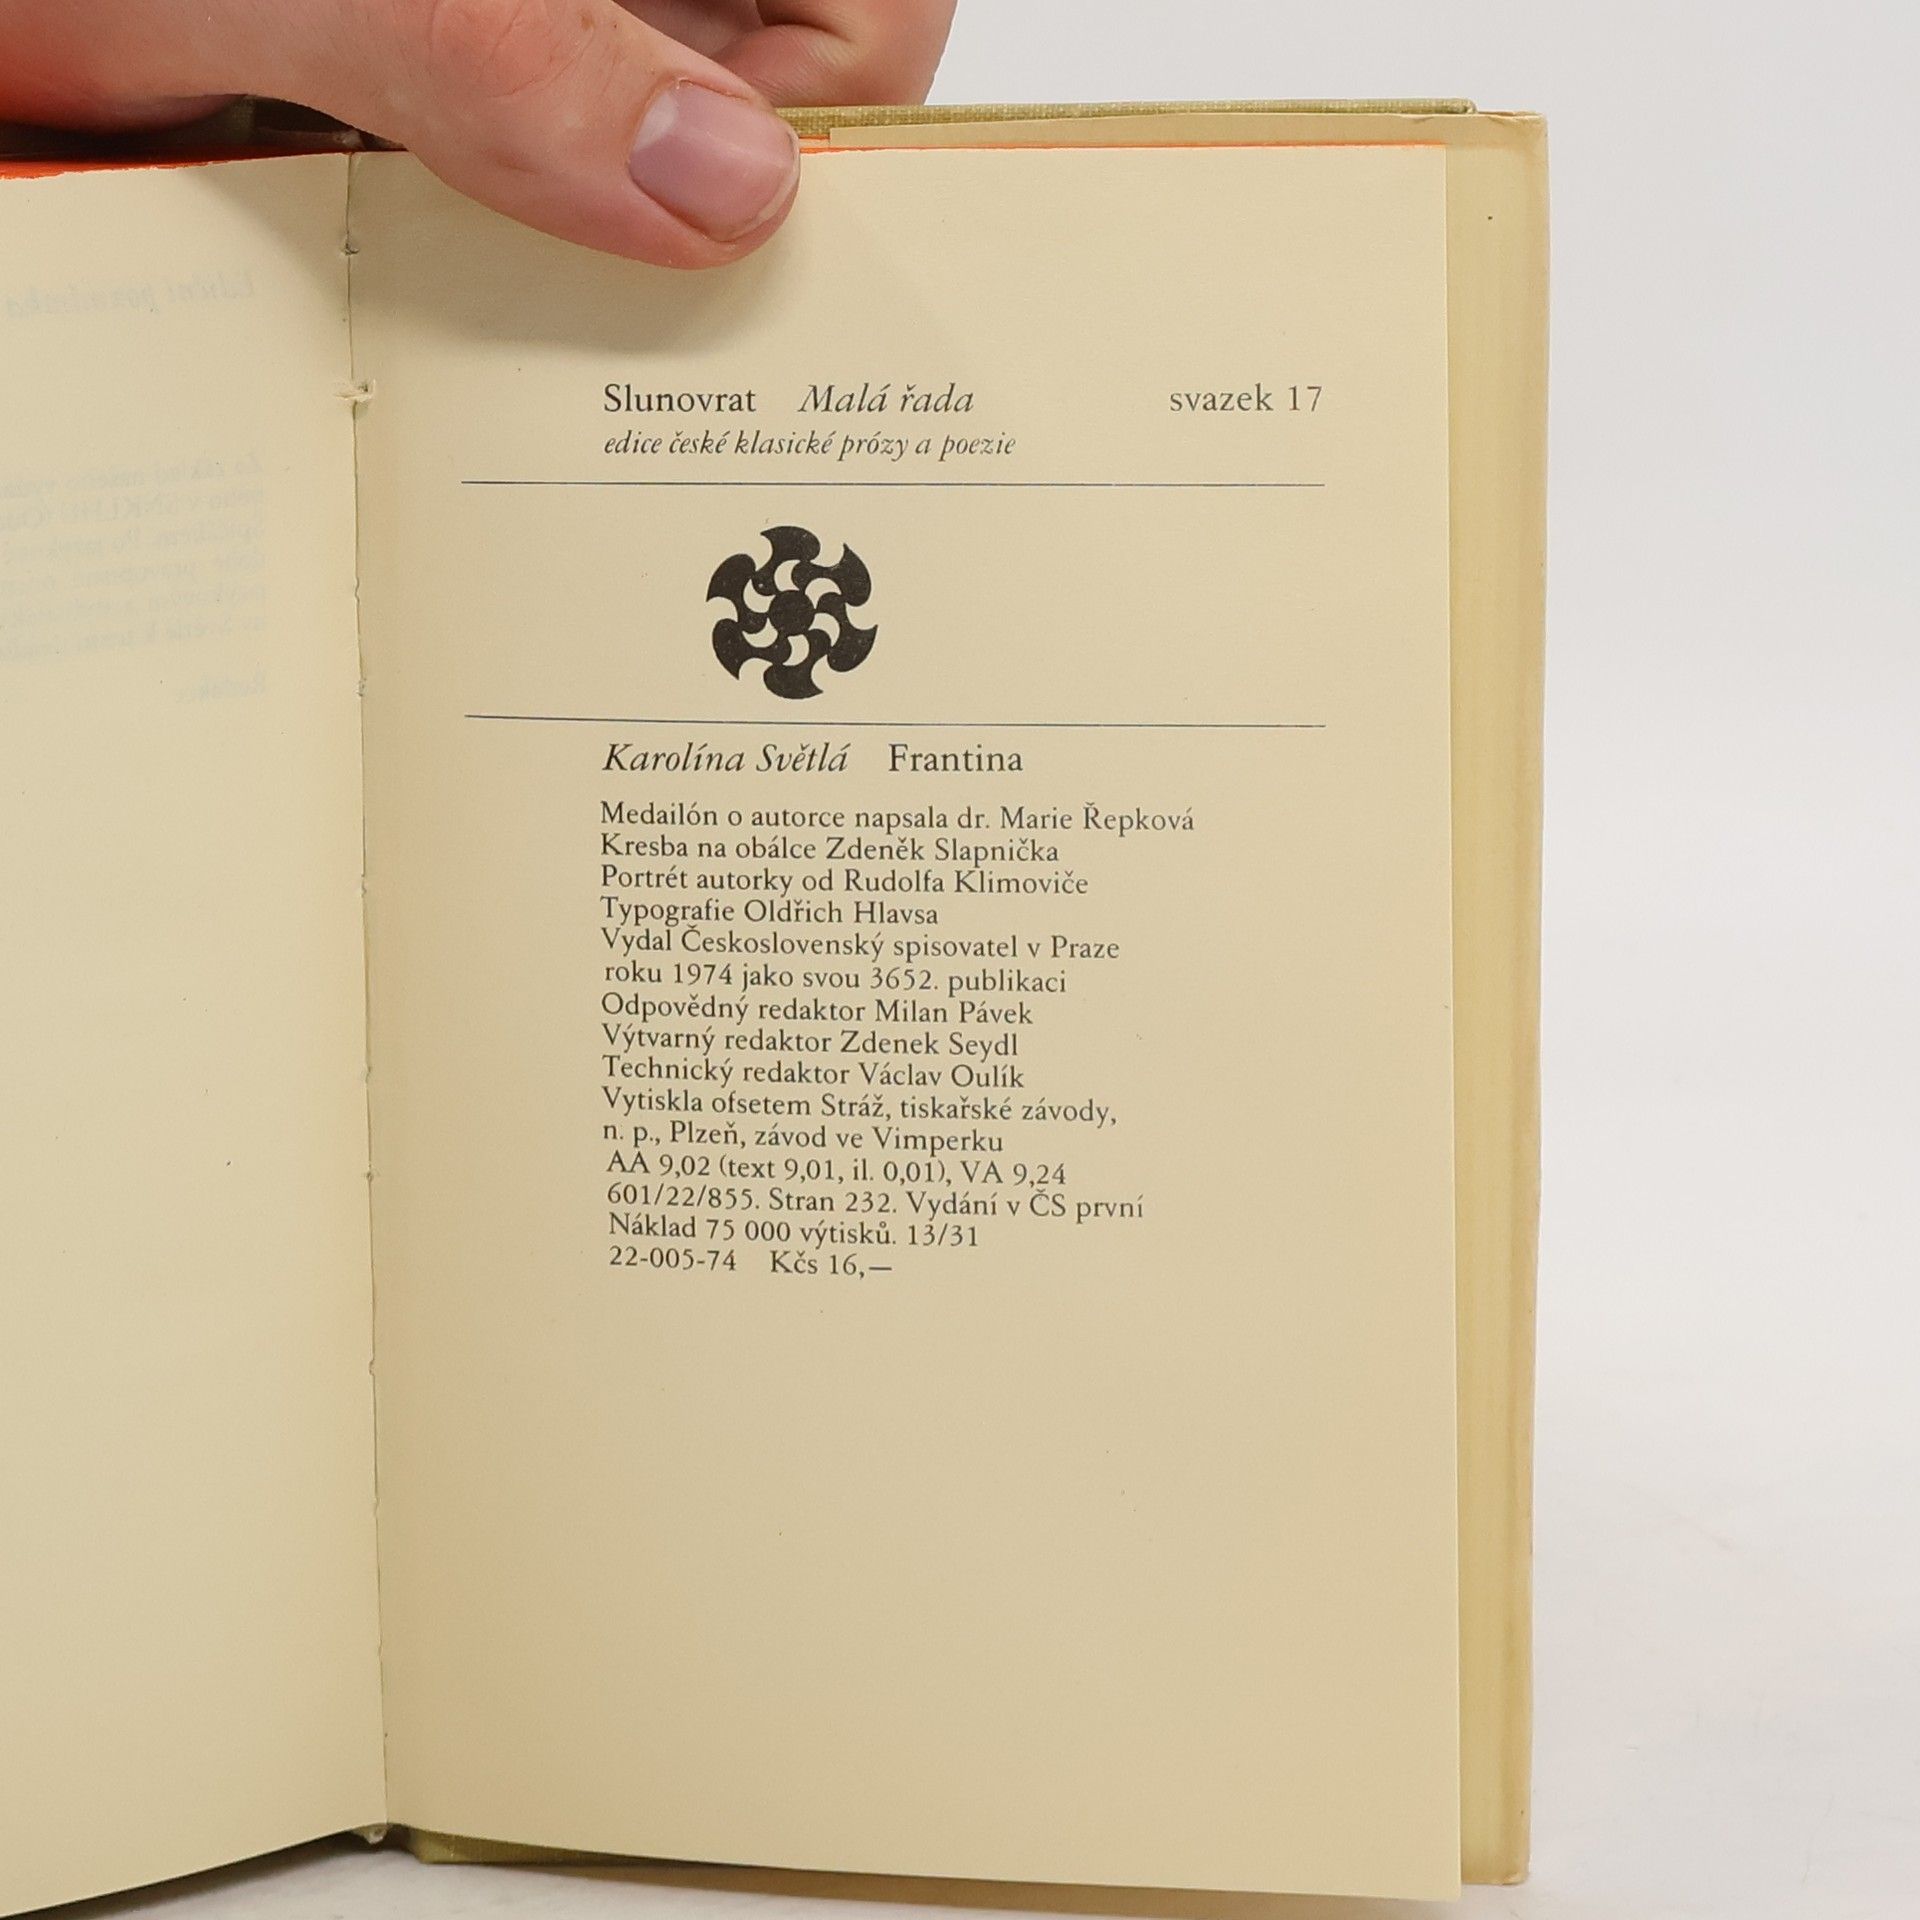 Slunovrat Malá řada svazek 17
edice české klasické prózy a poezie
Karolína Světlá Frantina
Medailón o autorce napsala dr. Marie Řepková
Kresba na obálce Zdeněk Slapnička
Portrét autorky od Rudolfa Klimoviče
Typografie Oldřich Hlavsa
Vydal Československý spisovatel v Praze
roku 1974 jako svou 3652. publikaci
Odpovědný redaktor Milan Pávek
Výtvarný redaktor Zdenek Seydl
Technický redaktor Václav Oulík
Vytiskla ofsetem Stráž, tiskařské závody,
n. p., Plzeň, závod ve Vimperku
AA 9,02 (text 9,01, il. 0,01), VA 9,24
601/22/855. Stran 232. Vydání v ČS první
Náklad 75 000 výtisků. 13/31
22-005-74 Kčs 16,—